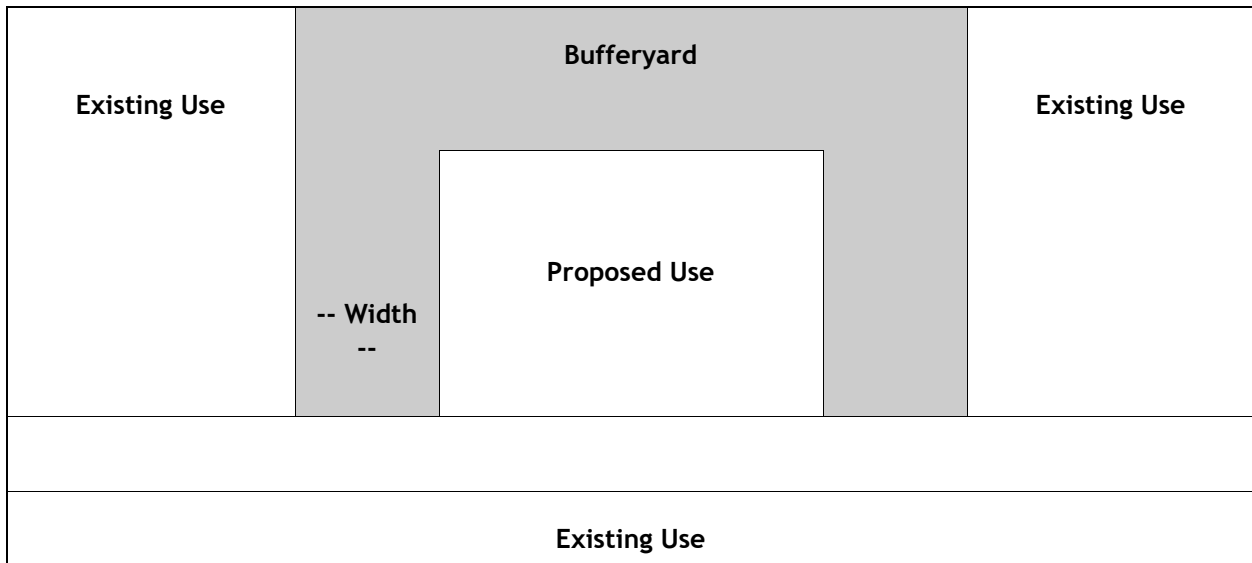 Bufferyard
Existing Use
Existing Use
Proposed Use
-- Width
--
Existing Use